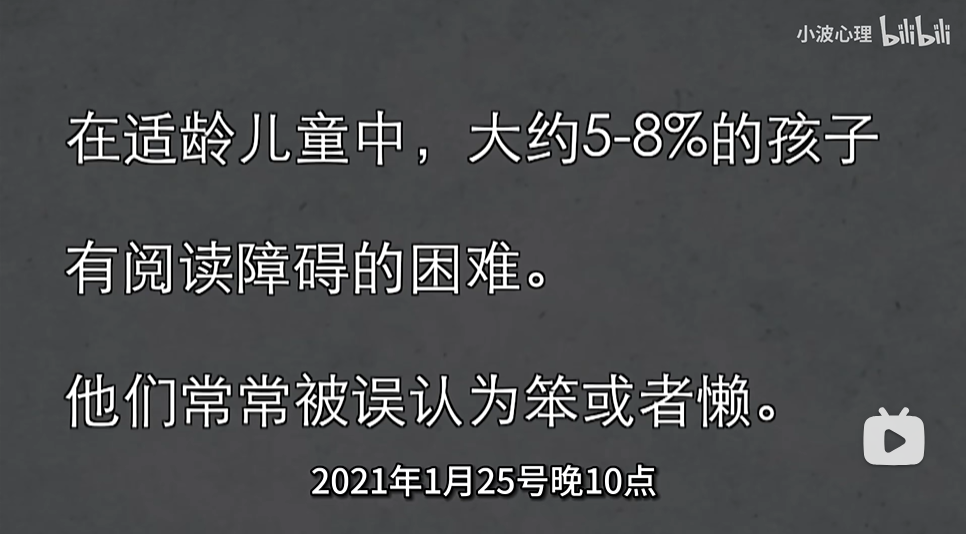 小波心理 bilibili
在适龄儿童中，大约5-8%的孩子
有阅读障碍的困难。
他们常常被误认为笨或者懒。
2021年1月25号晚10点